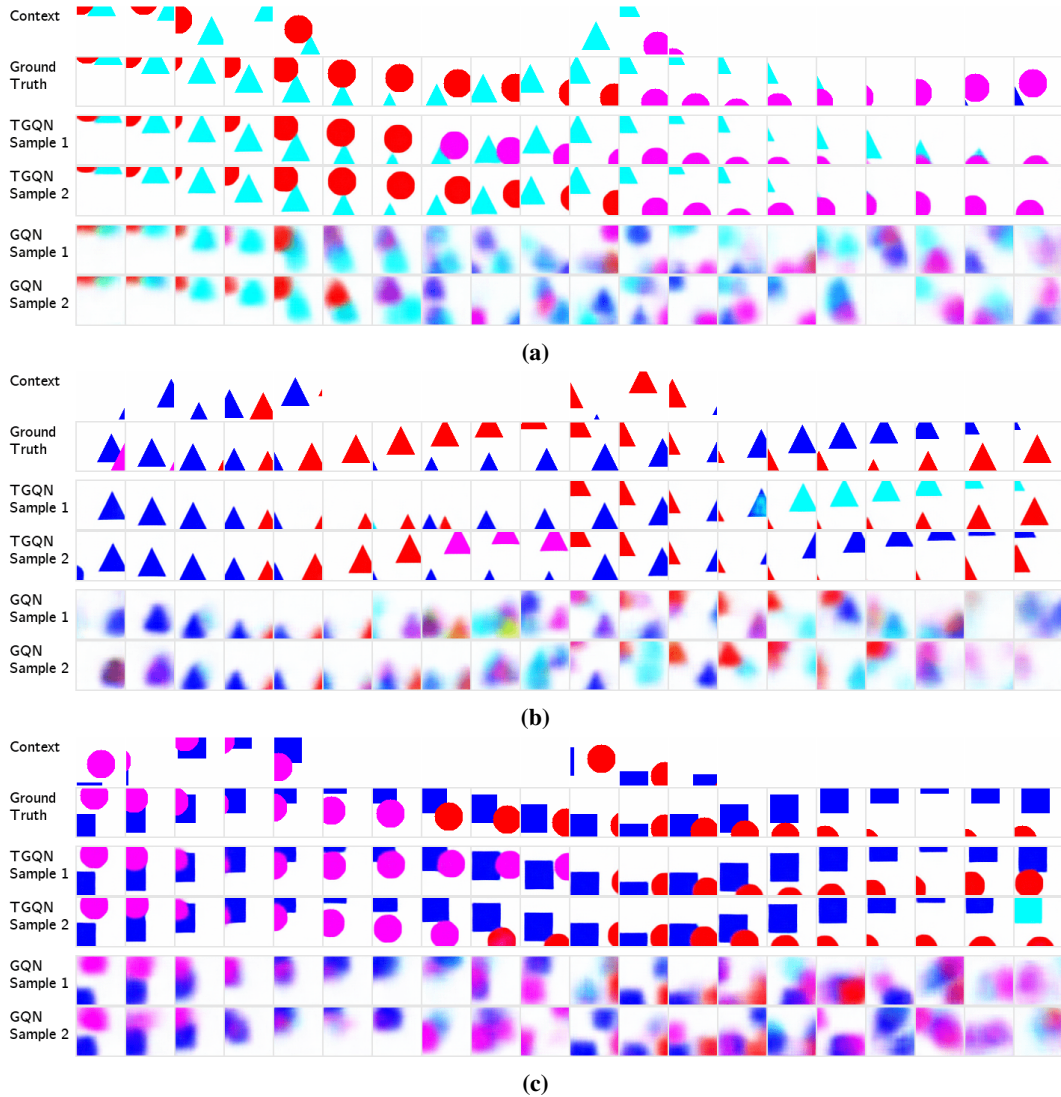 Context
Ground
Truth
TGQN
Sample 1
TGQN
Sample 2
GQN
Sample 1
GQN
Sample 2
(a)
Context
Ground
Truth
TGQN
Sample 1
TGQN
Sample 2
GQN
Sample 1
GQN
Sample 2
(b)
Context
Ground
Truth
TGQN
Sample 1
TGQN
Sample 2
GQN
Sample 1
GQN
Sample 2
(c)